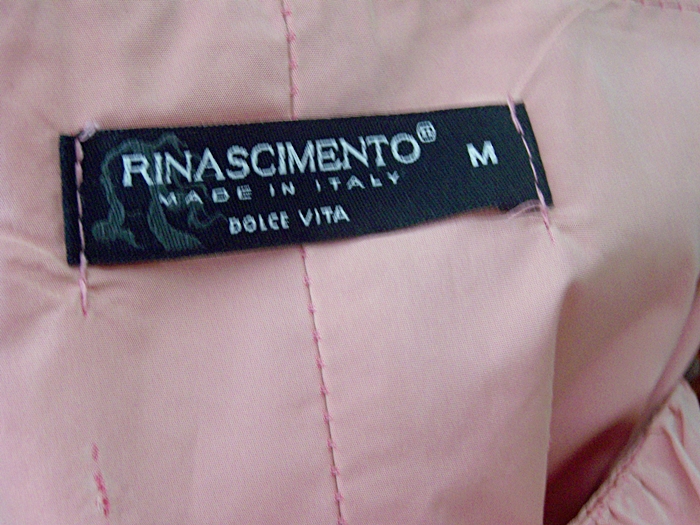 RINASCIMENTO®
M
MADE IN ITALY
DOLCE VITA